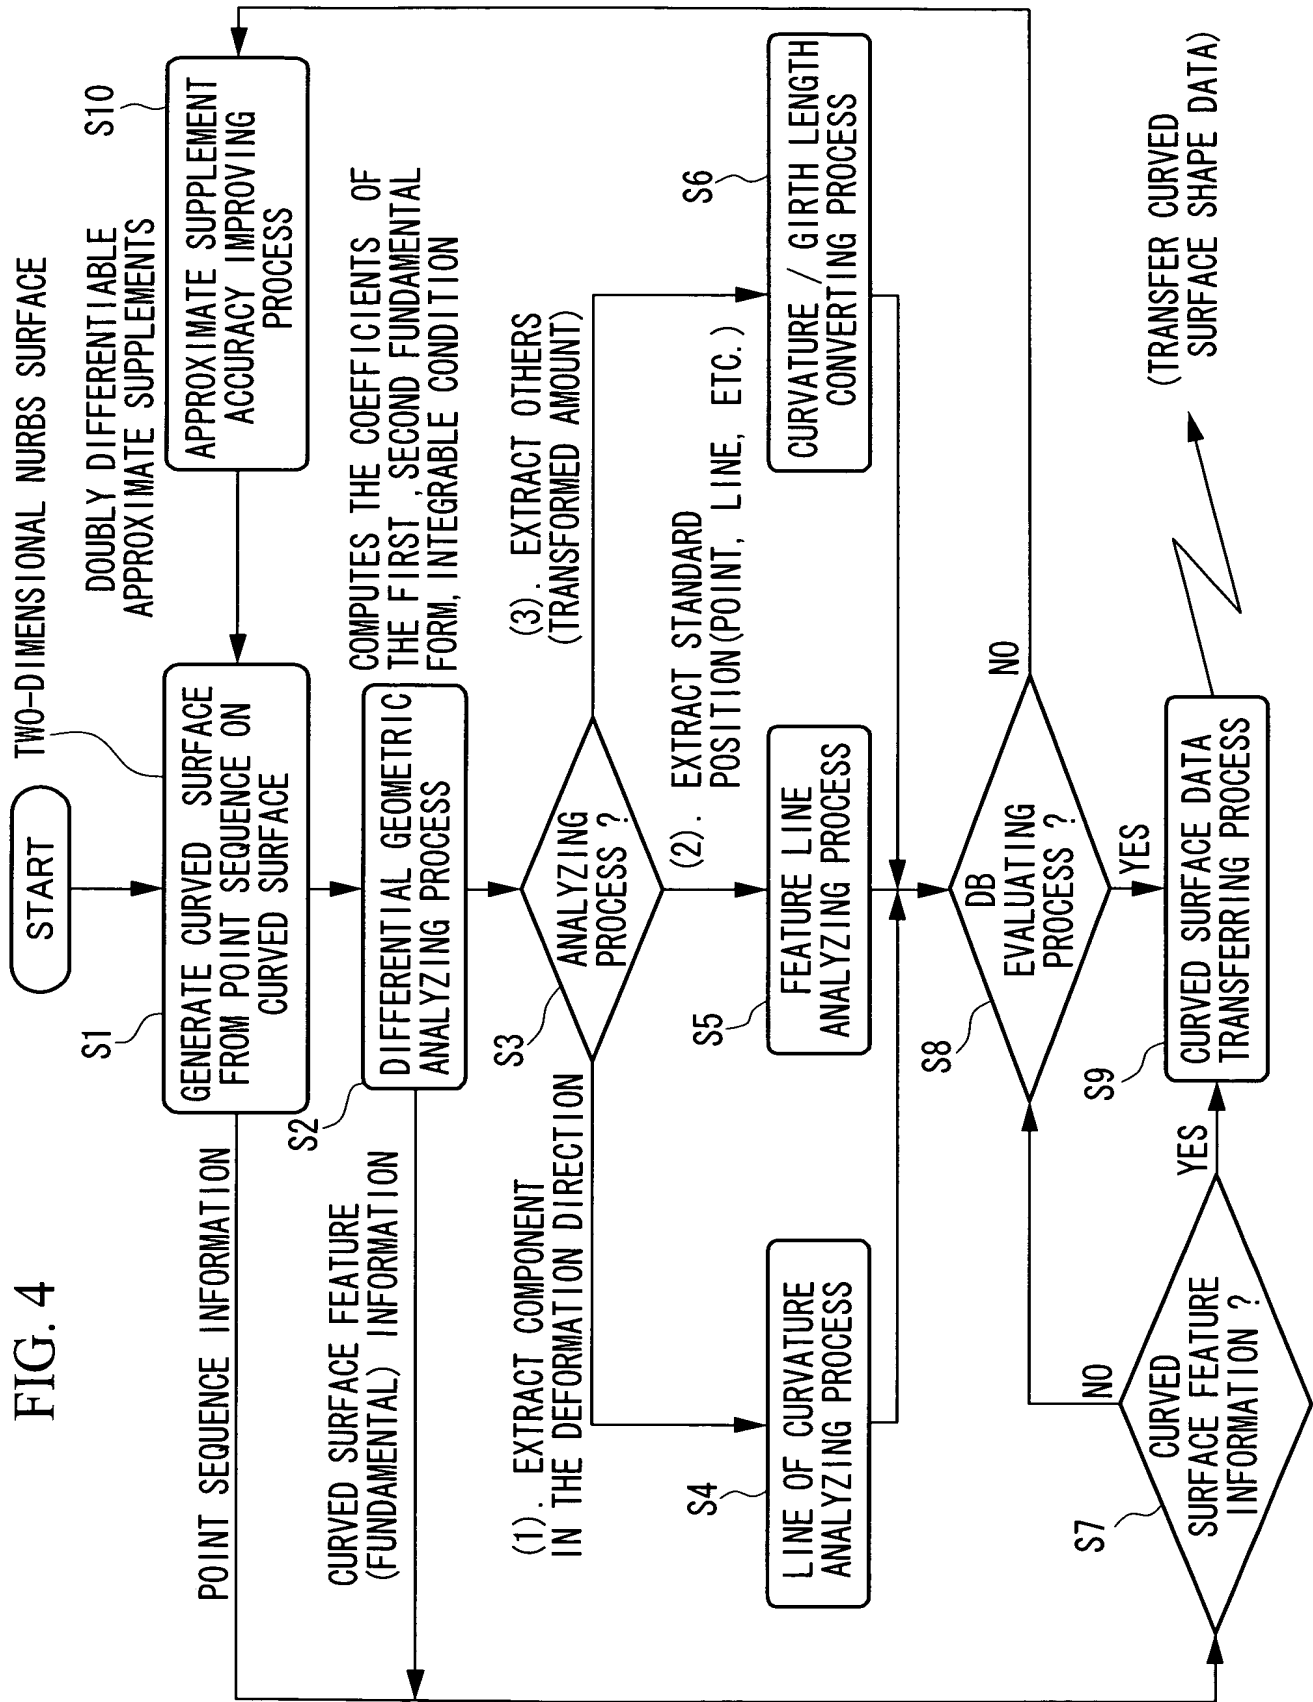 FIG. 4
START
TWO-DIMENSIONAL NURBS SURFACE
S1
GENERATE CURVED SURFACE
FROM POINT SEQUENCE ON
CURVED SURFACE
DOUBLY DIFFERENTIABLE
APPROXIMATE SUPPLEMENTS
S10
APPROXIMATE SUPPLEMENT
ACCURACY IMPROVING
PROCESS
POINT SEQUENCE INFORMATION
S2
DIFFERENTIAL GEOMETRIC
ANALYZING PROCESS
COMPUTES THE COEFFICIENTS OF
THE FIRST ,SECOND FUNDAMENTAL
FORM, INTEGRABLE CONDITION
CURVED SURFACE FEATURE
(FUNDAMENTAL) INFORMATION
S3
ANALYZING
PROCESS ?
(1). EXTRACT COMPONENT
IN THE DEFORMATION DIRECTION
(2). EXTRACT STANDARD
POSITION(POINT, LINE, ETC.)
(3). EXTRACT OTHERS
(TRANSFORMED AMOUNT)
S4
LINE OF CURVATURE
ANALYZING PROCESS
S5
FEATURE LINE
ANALYZING PROCESS
S6
CURVATURE / GIRTH LENGTH
CONVERTING PROCESS
S8
DB
EVALUATING
PROCESS ?
NO
YES
S7
CURVED
SURFACE FEATURE
INFORMATION ?
NO
YES
S9
CURVED SURFACE DATA
TRANSFERRING PROCESS
(TRANSFER CURVED
SURFACE SHAPE DATA)